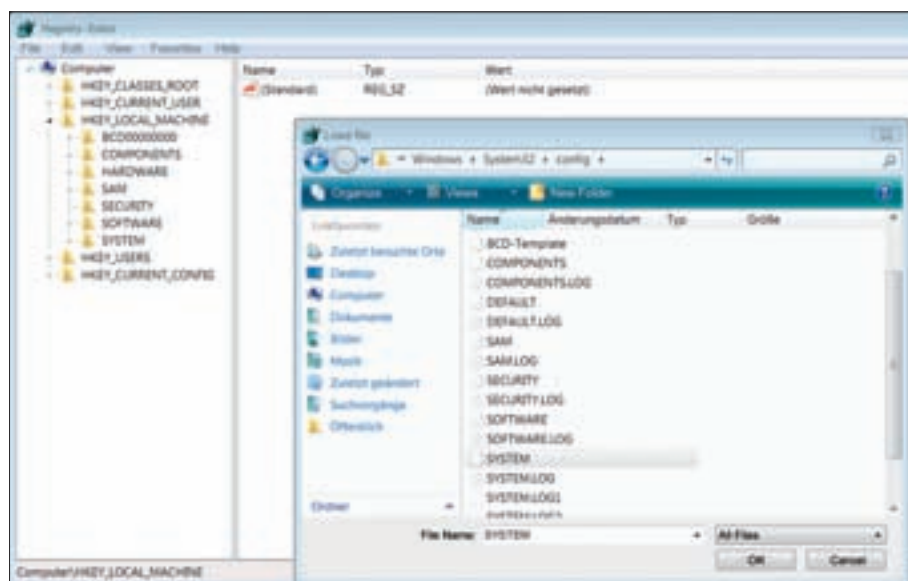 Registry Editor
File Edit View Favorites Help
Computer
HKEY_CLASSES_ROOT
HKEY_CURRENT_USER
HKEY_LOCAL_MACHINE
BCD00000000
COMPONENTS
HARDWARE
SAM
SECURITY
SOFTWARE
SYSTEM
HKEY_USERS
HKEY_CURRENT_CONFIG
Name Typ Wert
(Standard) REG_SZ (Wert nicht gesetzt)
Load file
Windows System32 config
Organize Views New Folder
Zuletzt besuchte Orte
Desktop
Computer
Dokumente
Bilder
Musik
Zuletzt geändert
Suchvorgänge
Öffentlich
Ordner
Name Änderungsdatum Typ Größe
BCD-Template
COMPONENTS
COMPONENTS.LOG
DEFAULT
DEFAULT.LOG
SAM
SAM.LOG
SECURITY
SECURITY.LOG
SOFTWARE
SOFTWARE.LOG
SYSTEM
SYSTEM.LOG
SYSTEM.LOG1
SYSTEM.LOG2
File Name: SYSTEM All Files
OK Cancel
Computer\HKEY_LOCAL_MACHINE